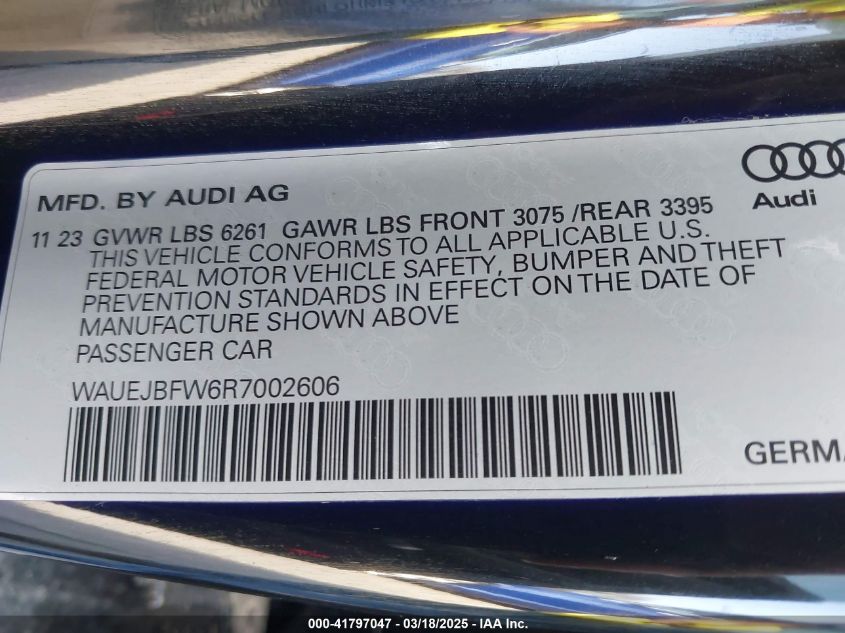 MFD. BY AUDI AG
Audi
11 23 GVWR LBS 6261 GAWR LBS FRONT 3075 /REAR 3395
THIS VEHICLE CONFORMS TO ALL APPLICABLE U.S.
FEDERAL MOTOR VEHICLE SAFETY, BUMPER AND THEFT
PREVENTION STANDARDS IN EFFECT ON THE DATE OF
MANUFACTURE SHOWN ABOVE
PASSENGER CAR
WAUEJBFW6R7002606
GERMA
000-41797047 — 03/18/2025 — IAAI, Inc.